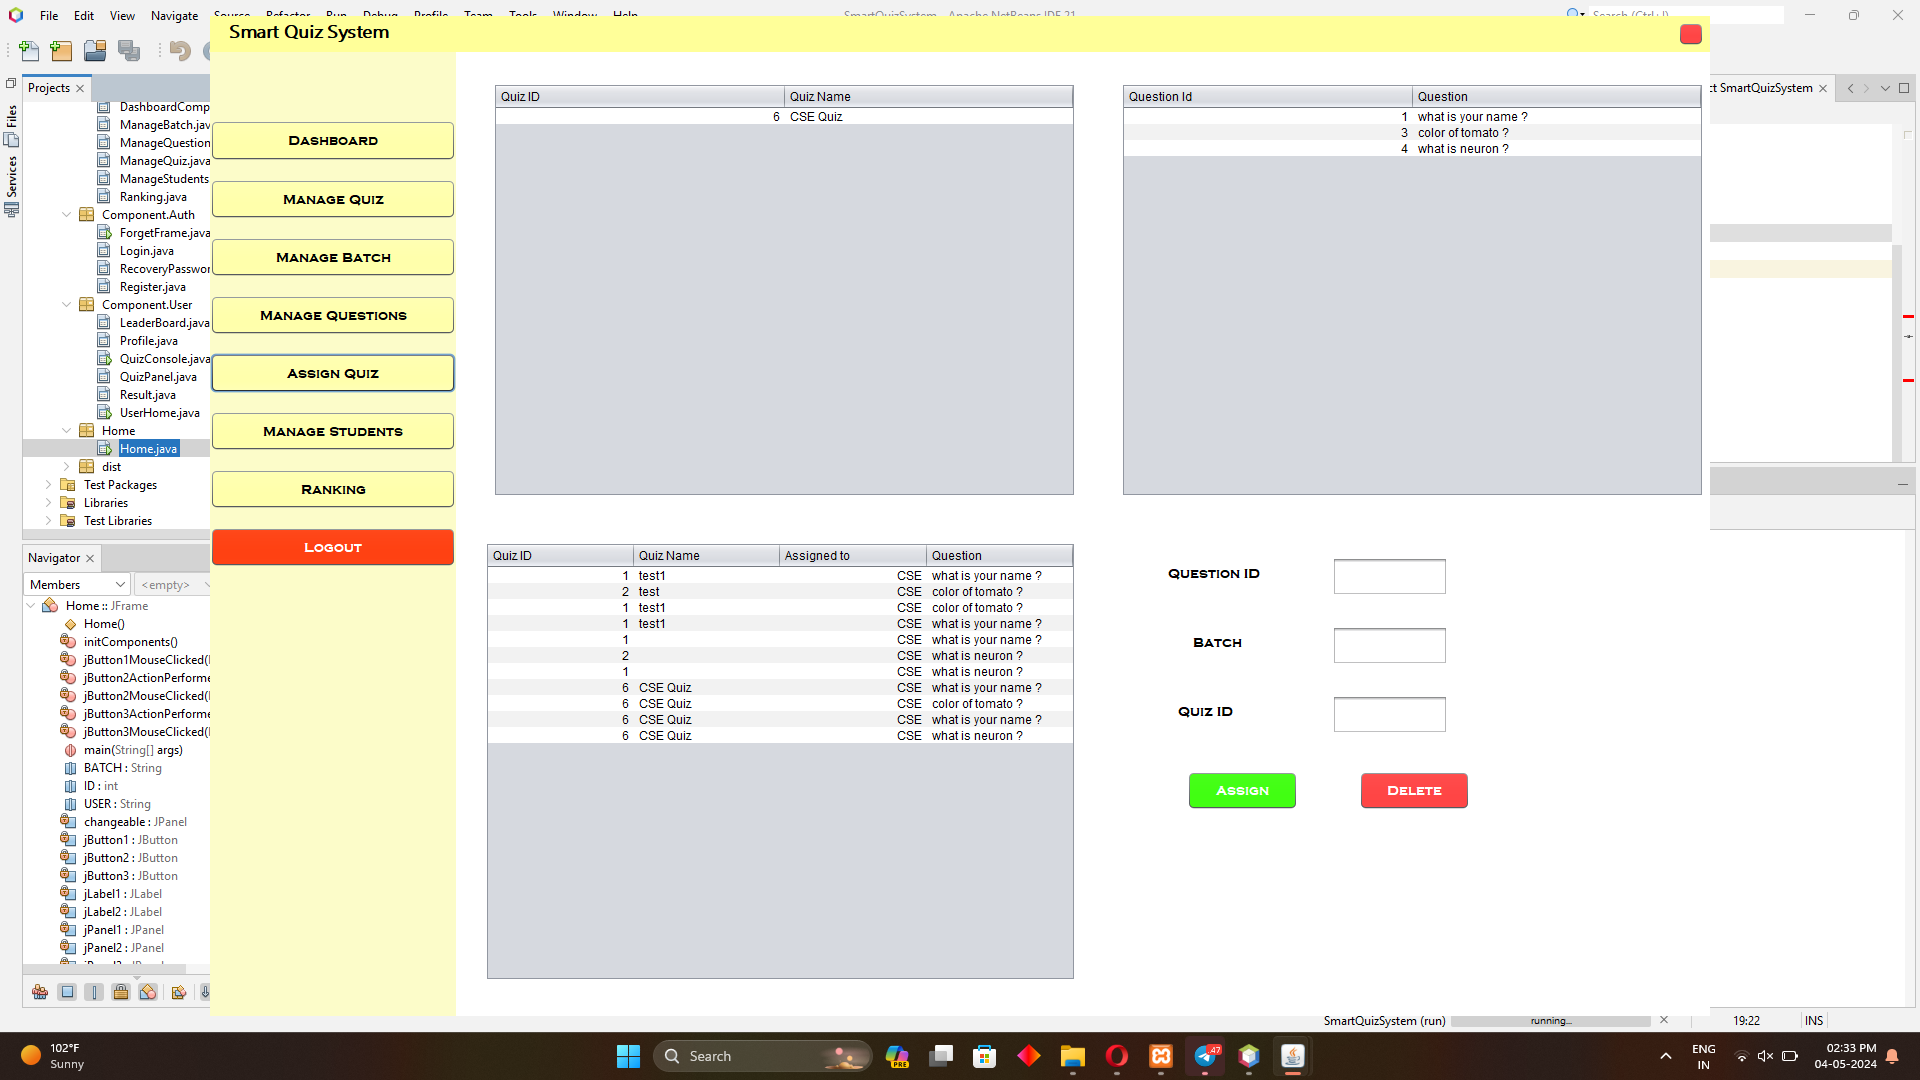 File Edit View Navigate Source Refactor Run Debug Profile Team Tools Window Help
SmartQuizSystem - Apache NetBeans IDE 21
Search (Ctrl+I)
Smart Quiz System
Projects
Files
Services
DashboardComp
ManageBatch.jav
ManageQuestion
ManageQuiz.java
ManageStudents
Ranking.java
Component.Auth
ForgetFrame.java
Login.java
RecoveryPasswor
Register.java
Component.User
LeaderBoard.java
Profile.java
QuizConsole.java
QuizPanel.java
Result.java
UserHome.java
Home
Home.java
dist
Test Packages
Libraries
Test Libraries
Navigator
Members
<empty>
Home :: JFrame
Home()
initComponents()
jButton1MouseClicked(
jButton2ActionPerforme
jButton2MouseClicked(
jButton3ActionPerforme
jButton3MouseClicked(
main(String[] args)
BATCH : String
ID : int
USER : String
changeable : JPanel
jButton1 : JButton
jButton2 : JButton
jButton3 : JButton
jLabel1 : JLabel
jLabel2 : JLabel
jPanel1 : JPanel
jPanel2 : JPanel
Dashboard
Manage Quiz
Manage Batch
Manage Questions
Assign Quiz
Manage Students
Ranking
Logout
Quiz ID Quiz Name
6 CSE Quiz
Question Id Question
1 what is your name ?
3 color of tomato ?
4 what is neuron ?
ct SmartQuizSystem
Quiz ID Quiz Name Assigned to Question
1 test1 CSE what is your name ?
2 test CSE color of tomato ?
1 test1 CSE color of tomato ?
1 test1 CSE what is your name ?
1 CSE what is your name ?
2 CSE what is neuron ?
1 CSE what is neuron ?
6 CSE Quiz CSE what is your name ?
6 CSE Quiz CSE color of tomato ?
6 CSE Quiz CSE what is your name ?
6 CSE Quiz CSE what is neuron ?
Question ID
Batch
Quiz ID
Assign Delete
SmartQuizSystem (run) running... 19:22 INS
102°F
Sunny
Search
PRE
47
ENG
IN
02:33 PM
04-05-2024